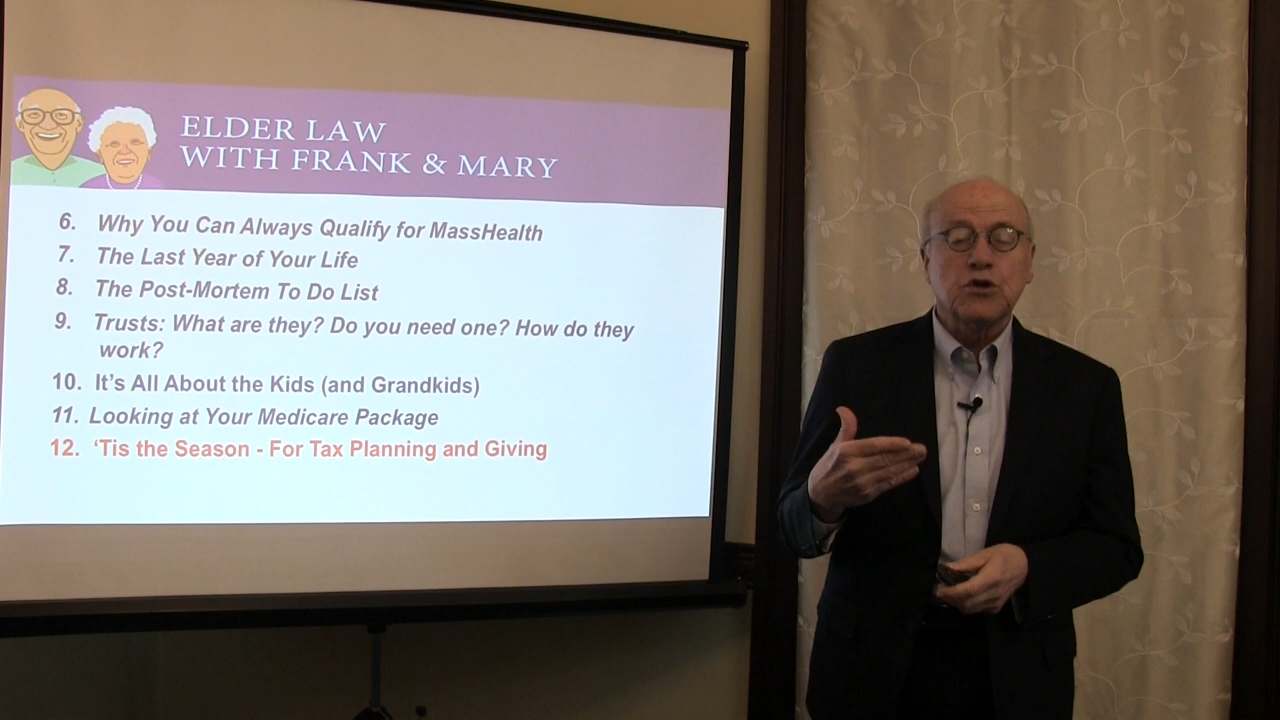 ELDER LAW
WITH FRANK & MARY
6. Why You Can Always Qualify for MassHealth
7. The Last Year of Your Life
8. The Post-Mortem To Do List
9. Trusts: What are they? Do you need one? How do they
work?
10. It’s All About the Kids (and Grandkids)
11. Looking at Your Medicare Package
12. ‘Tis the Season - For Tax Planning and Giving